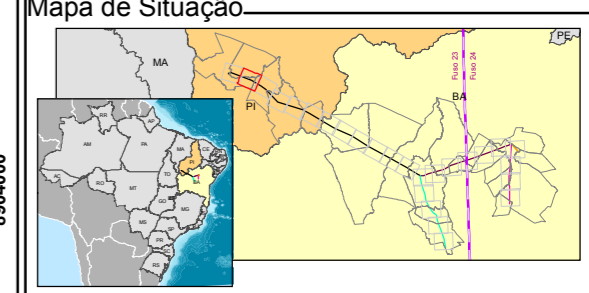 Mapa de Situação
PE
MA
Fuso 23
Fuso 24
BA
PI
RR
AP
AM
PA
MA
CE
PI
AC
TO
RO
BA
MT
GO
MG
MS
SP
PR
SC
RS